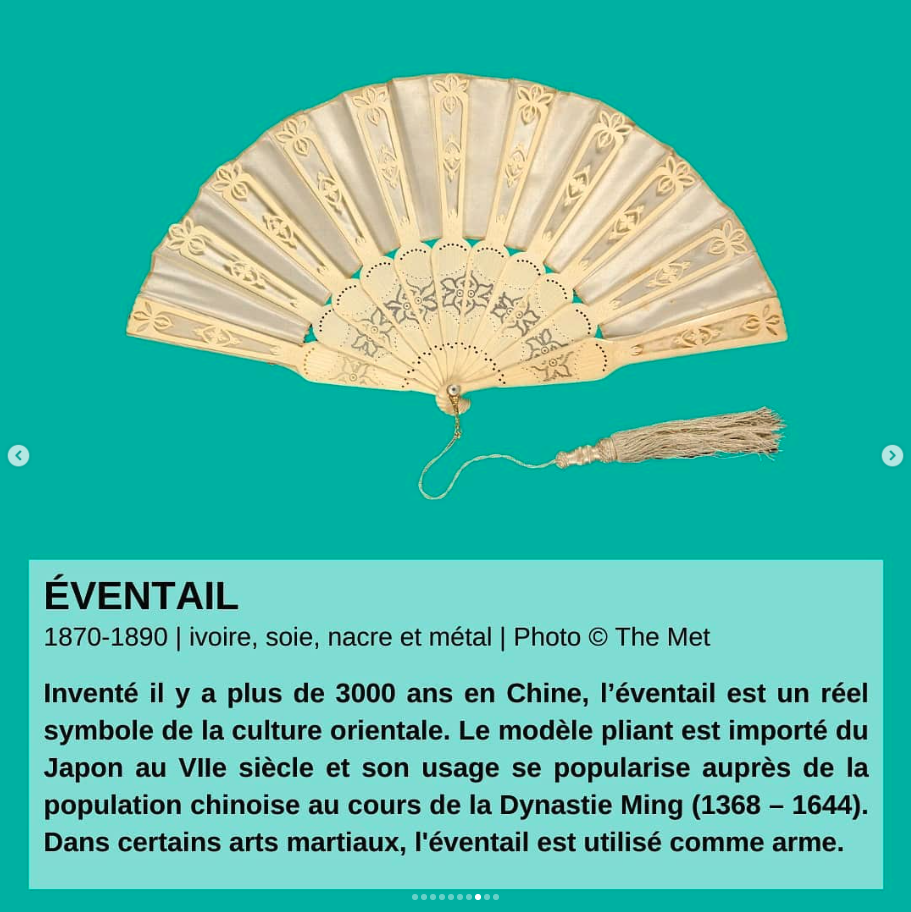 ÉVENTAIL
1870-1890 | ivoire, soie, nacre et métal | Photo © The Met
Inventé il y a plus de 3000 ans en Chine, l’éventail est un réel
symbole de la culture orientale. Le modèle pliant est importé du
Japon au VIIe siècle et son usage se popularise auprès de la
population chinoise au cours de la Dynastie Ming (1368 – 1644).
Dans certains arts martiaux, l'éventail est utilisé comme arme.